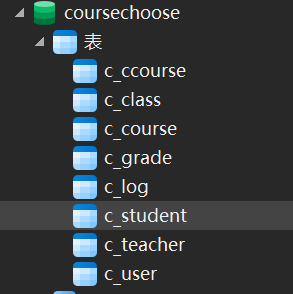 coursechoose
表
c_ccourse
c_class
c_course
c_grade
c_log
c_student
c_teacher
c_user